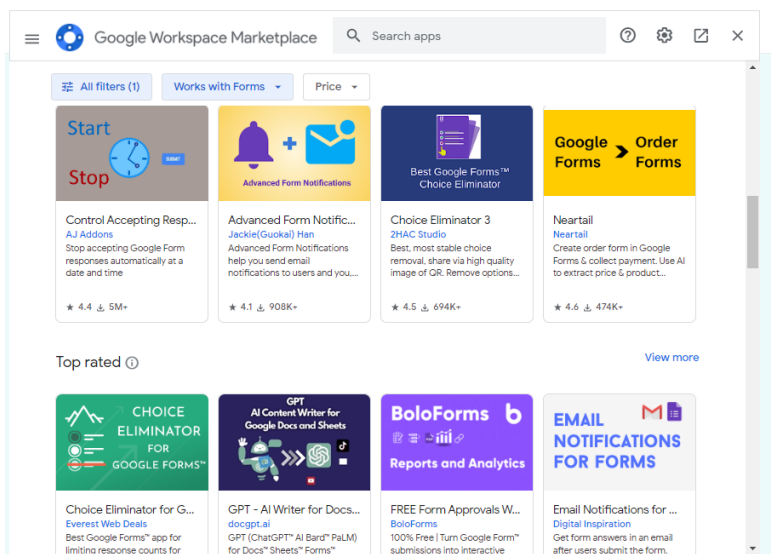 Google Workspace Marketplace
Search apps
All filters (1)
Works with Forms
Price
Start
Stop
SUBMIT
Advanced Form Notifications
Best Google Forms™
Choice Eliminator
Google Forms > Order Forms
Control Accepting Resp...
AJ Addons
Stop accepting Google Form
responses automatically at a
date and time
4.4 5M+
Advanced Form Notific...
Jackie(Guokai) Han
Advanced Form Notifications
help you send email
notifications to users and you,...
4.1 908K+
Choice Eliminator 3
2HAC Studio
Best, most stable choice
removal, share via high quality
image of QR. Remove options...
4.5 694K+
Neartail
Neartail
Create order form in Google
Forms & collect payment. Use AI
to extract price & product...
4.6 474K+
Top rated
View more
CHOICE
ELIMINATOR
FOR
GOOGLE FORMS™
GPT
AI Content Writer for
Google Docs and Sheets
BoloForms b
Reports and Analytics
EMAIL
NOTIFICATIONS
FOR FORMS
Choice Eliminator for G...
Everest Web Deals
Best Google Forms™ app for
limiting response counts for
GPT - AI Writer for Docs...
docgpt.ai
GPT (ChatGPT™ AI Bard™ PaLM)
for Docs™ Sheets™ Forms™
FREE Form Approvals W...
BoloForms
100% Free | Turn Google Form™
submissions into interactive
Email Notifications for ...
Digital Inspiration
Get form answers in an email
after users submit the form.